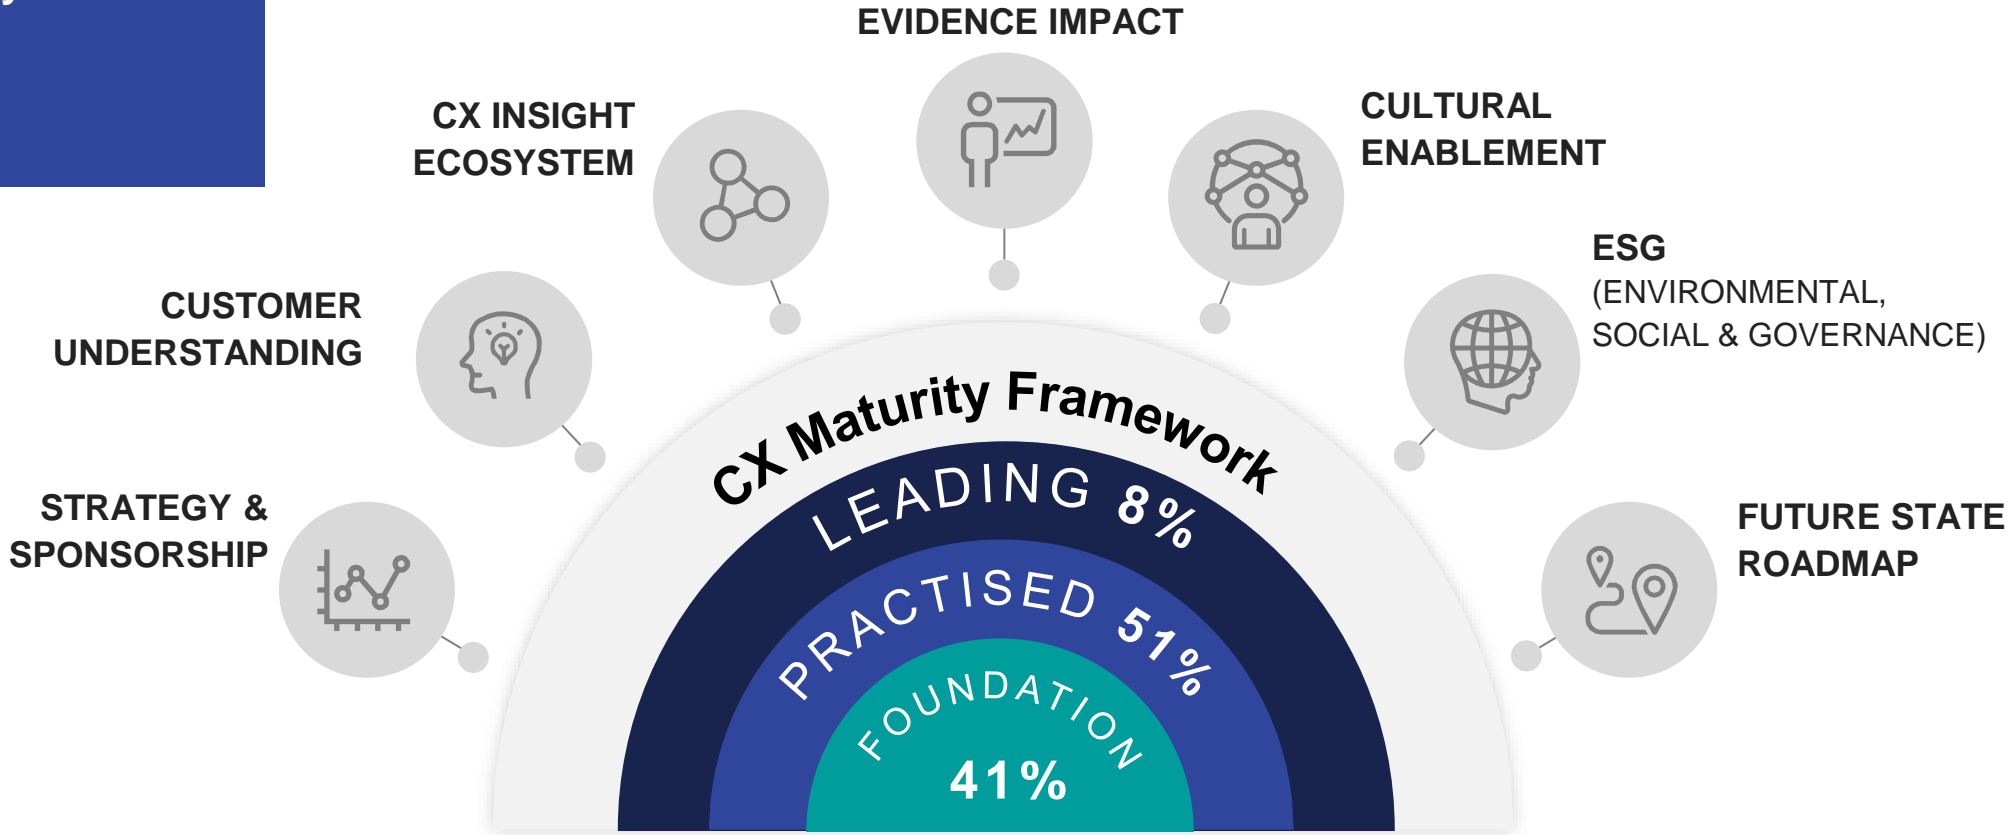 EVIDENCE IMPACT
CX INSIGHT
ECOSYSTEM
CULTURAL
ENABLEMENT
CUSTOMER
UNDERSTANDING
ESG
(ENVIRONMENTAL,
SOCIAL & GOVERNANCE)
STRATEGY &
SPONSORSHIP
FUTURE STATE
ROADMAP
CX Maturity Framework
LEADING 8%
PRACTISED 51%
FOUNDATION
41%